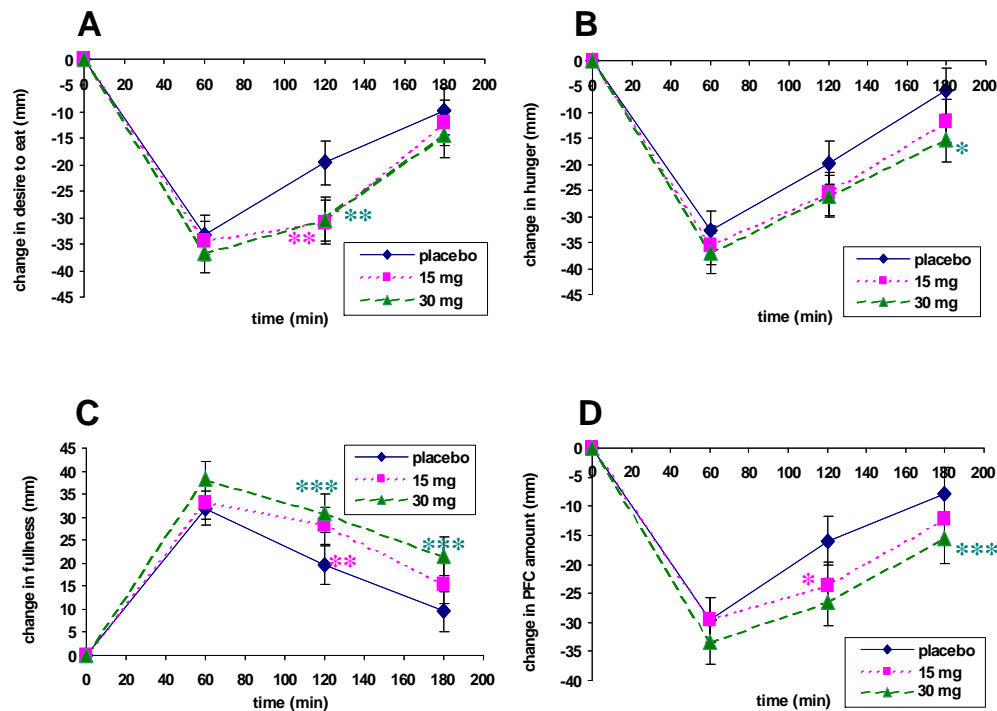 A
0 20 40 60 80 100 120 140 160 180 200
0
-5
-10
-15
-20
-25
-30
-35
-40
-45
change in desire to eat (mm)
**
**
placebo
15 mg
30 mg
time (min)
B
0 20 40 60 80 100 120 140 160 180 200
0
-5
-10
-15
-20
-25
-30
-35
-40
-45
change in hunger (mm)
*
placebo
15 mg
30 mg
time (min)
C
45
40
35
30
25
20
15
10
5
0
change in fullness (mm)
***
***
**
placebo
15 mg
30 mg
0 20 40 60 80 100 120 140 160 180 200
time (min)
D
0 20 40 60 80 100 120 140 160 180 200
0
-5
-10
-15
-20
-25
-30
-35
-40
change in PFC amount (mm)
*
***
placebo
15 mg
30 mg
time (min)